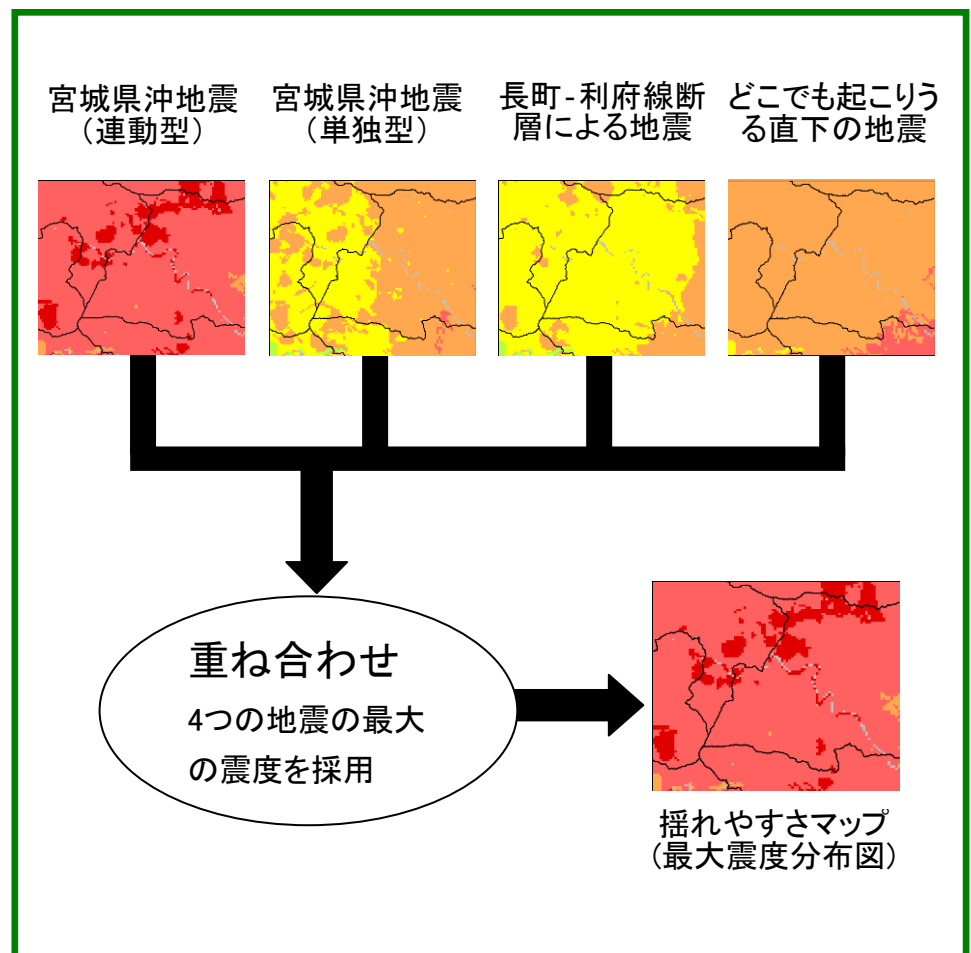 宮城県沖地震
（連動型）
宮城県沖地震
（単独型）
長町-利府線断
層による地震
どこでも起こりう
る直下の地震
重ね合わせ
4つの地震の最大
の震度を採用
揺れやすさマップ
（最大震度分布図）